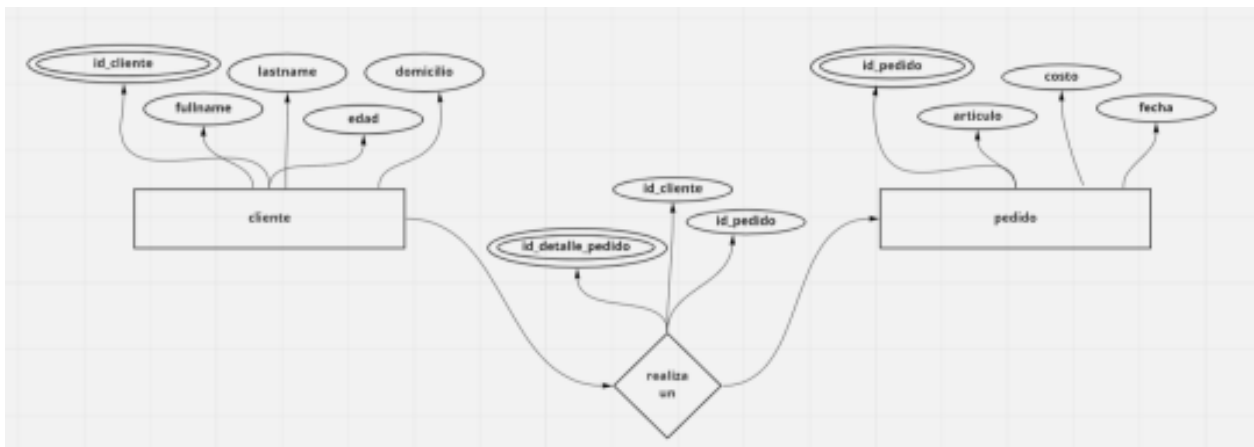 id_cliente
lastname
domicilio
fullname
edad
cliente
id_cliente
id_pedido
id_detalle_pedido
realiza
un
id_pedido
costo
articulo
fecha
pedido